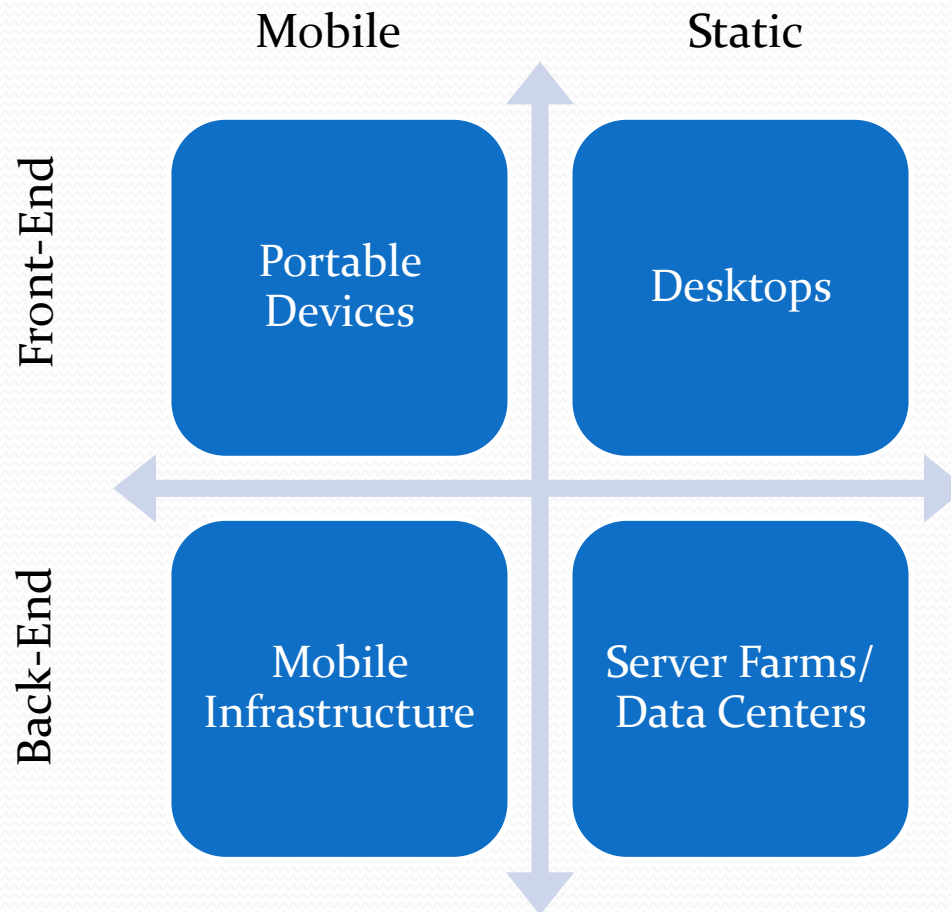 Mobile
Static
Front-End
Portable
Devices
Desktops
Back-End
Mobile
Infrastructure
Server Farms/
Data Centers